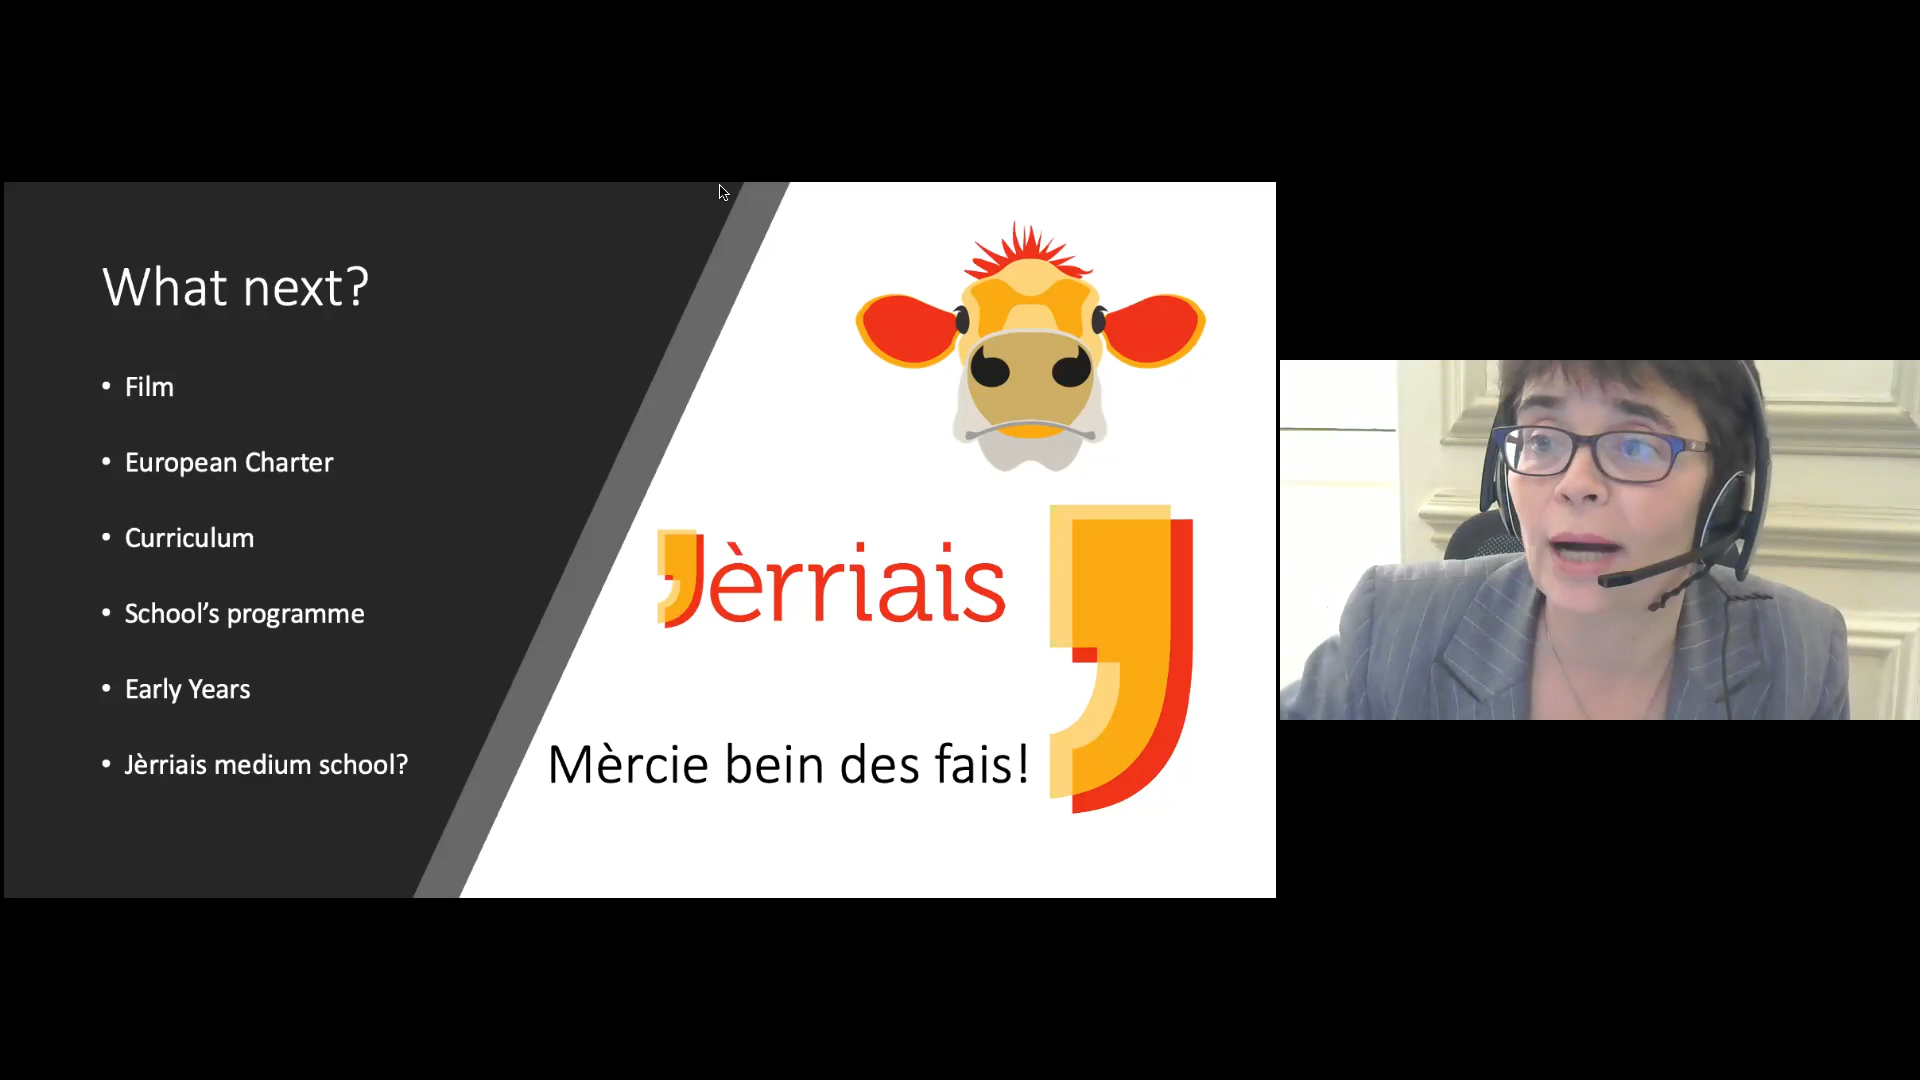 What next?
• Film
• European Charter
• Curriculum
• School’s programme
• Early Years
• Jèrriais medium school?
Jèrriais
Mèrcie bein des fais!